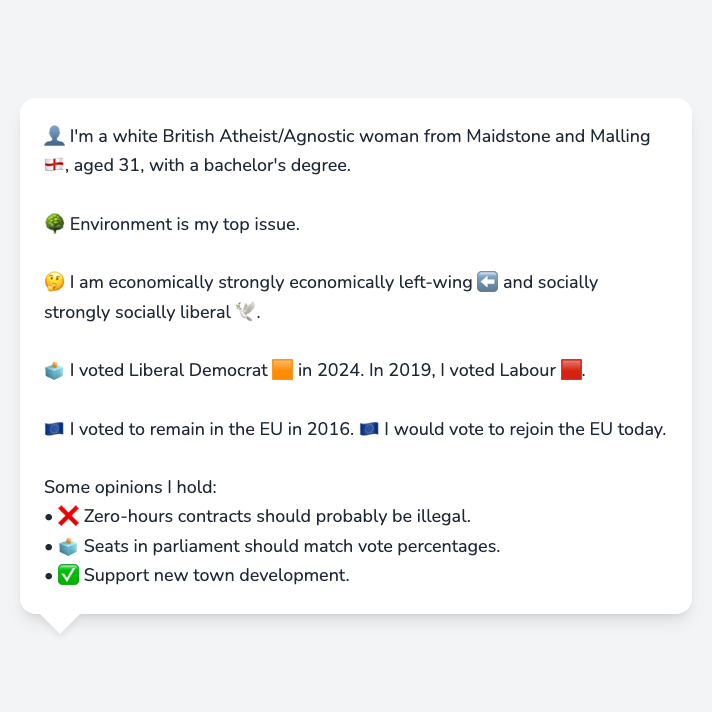 👤 I'm a white British Atheist/Agnostic woman from Maidstone and Malling
🏴󠁧󠁢󠁥󠁮󠁧󠁿, aged 31, with a bachelor's degree.
🌳 Environment is my top issue.
🤔 I am economically strongly economically left-wing ⬅️ and socially
strongly socially liberal 🕊️.
🗳️ I voted Liberal Democrat 🟧 in 2024. In 2019, I voted Labour 🟥.
🇪🇺 I voted to remain in the EU in 2016. 🇪🇺 I would vote to rejoin the EU today.
Some opinions I hold:
• ❌ Zero-hours contracts should probably be illegal.
• 🗳️ Seats in parliament should match vote percentages.
• ✅ Support new town development.